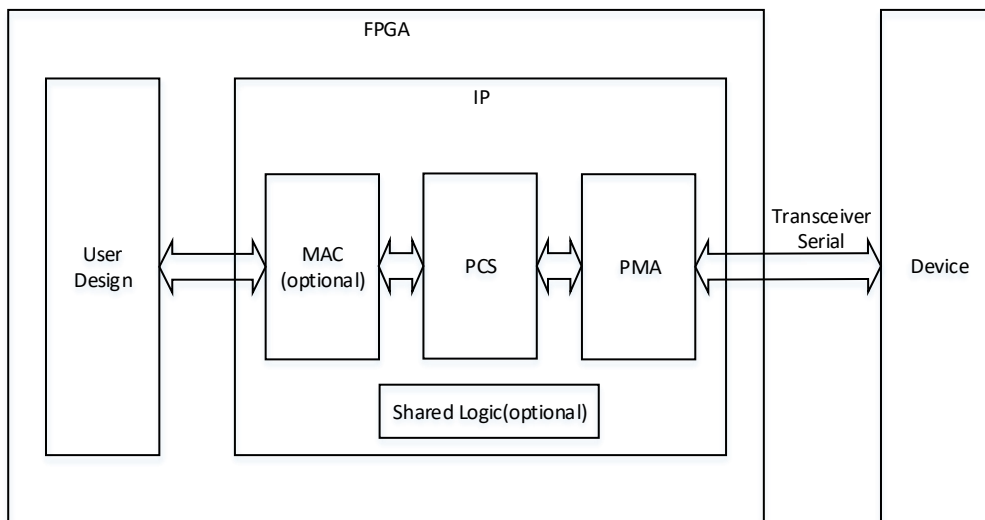 FPGA
IP
User
Design
MAC
(optional)
PCS
PMA
Transceiver
Serial
Device
Shared Logic(optional)